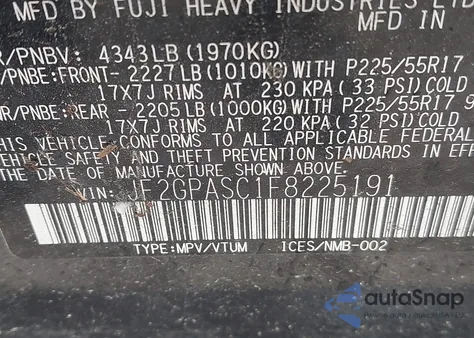 MFD BY FUJI HEAVY INDUSTRIES LTD
MFD IN
R/PNBV: 4343LB (1970KG)
R/PNBE:FRONT- 2227 LB (1010KG) WITH P225/55R17
17X7J RIMS AT 230 KPA (33 PSI) COLD
R/PNBE:REAR - 2205 LB (1000KG) WITH P225/55R17 9
17X7J RIMS AT 220 KPA (32 PSI) COLD
THIS VEHICLE CONFORMS TO ALL APPLICABLE FEDERAL
VEHICLE SAFETY AND THEFT PREVENTION STANDARDS IN EFFE
THE DATE OF MANUFACTURE SHOWN ABOVE.
VIN: JF2GPASC1F8225191
TYPE:MPV/VTUM ICES/NMB-002
autoSnap